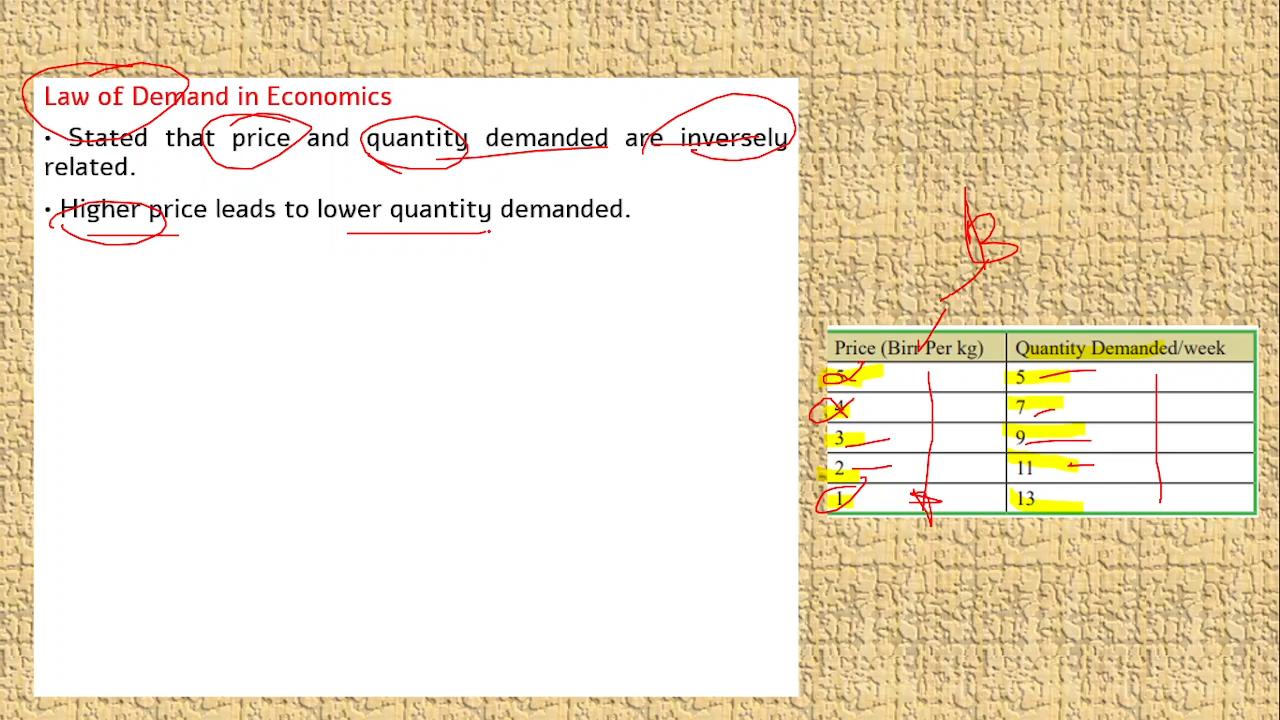 Law of Demand in Economics
• Stated that price and quantity demanded are inversely
related.
• Higher price leads to lower quantity demanded.
Price (Birr Per kg) Quantity Demanded/week
5 5
4 7
3 9
2 11
1 13